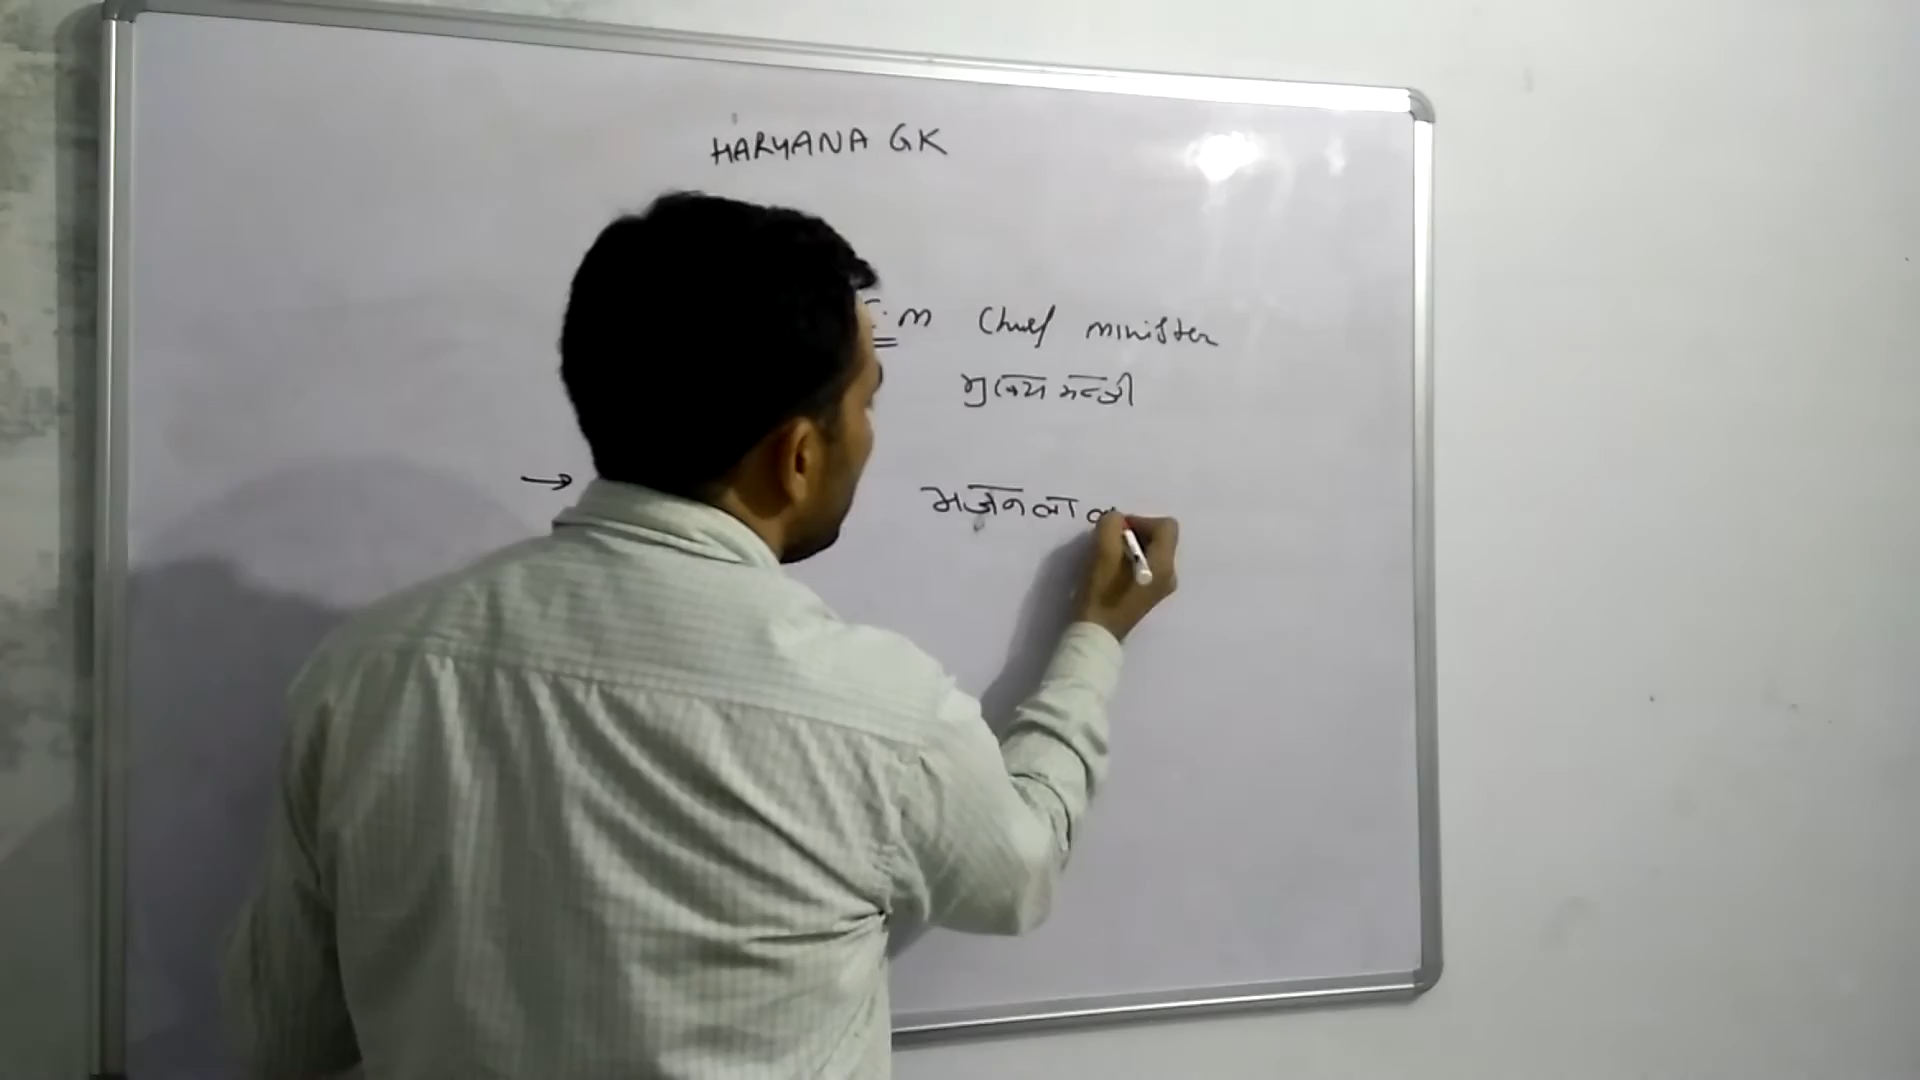 HARYANA GK
C.M Chief minister
मुख्य मन्त्री
→ भजनला